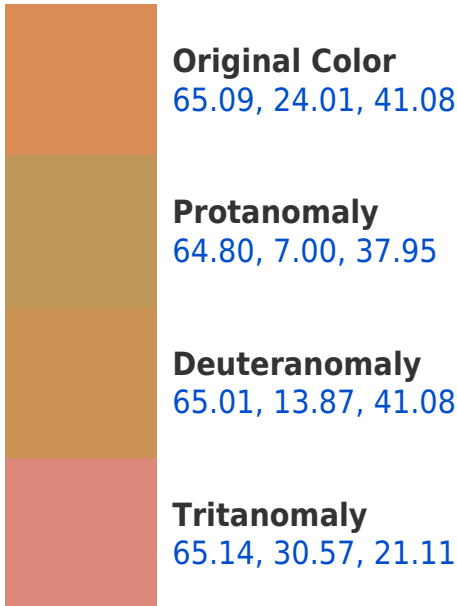 Original Color
65.09, 24.01, 41.08
Protanomaly
64.80, 7.00, 37.95
Deuteranomaly
65.01, 13.87, 41.08
Tritanomaly
65.14, 30.57, 21.11